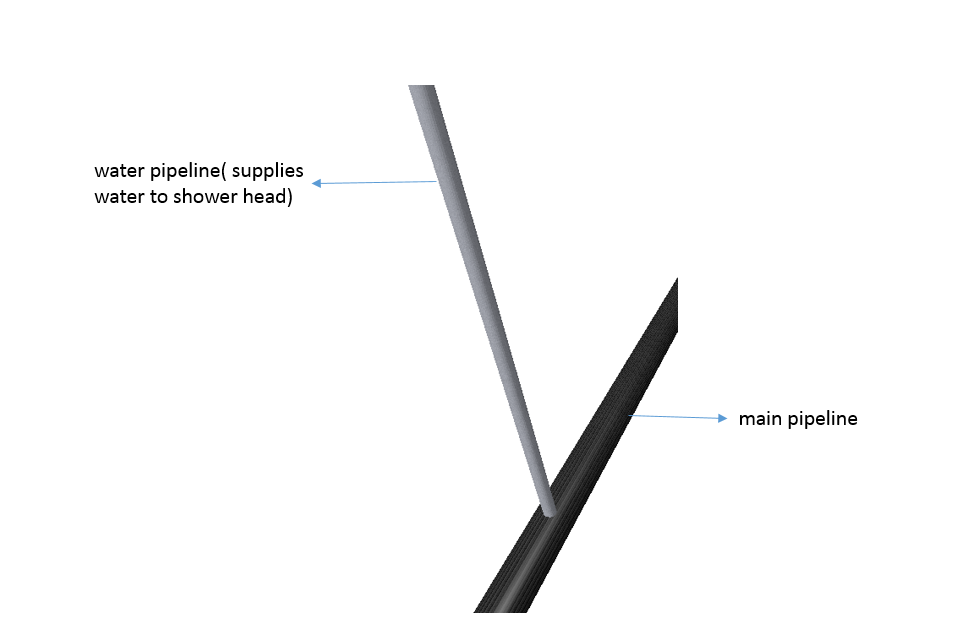 water pipeline( supplies
water to shower head)
main pipeline